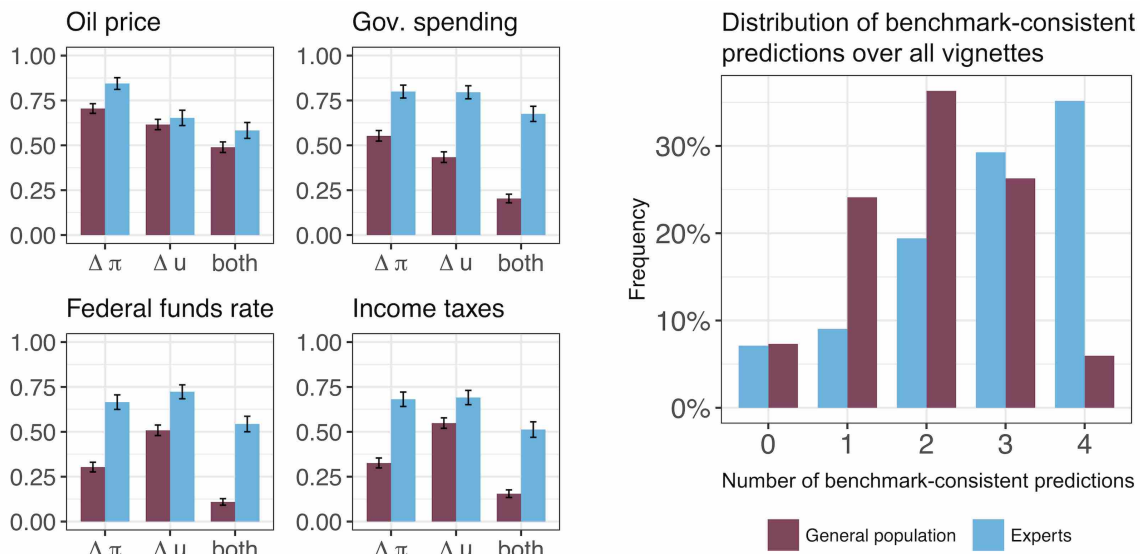 Oil price
1.00
0.75
0.50
0.25
0.00
Δ π Δ u both
Gov. spending
1.00
0.75
0.50
0.25
0.00
Δ π Δ u both
Federal funds rate
1.00
0.75
0.50
0.25
0.00
Δ π Δ u both
Income taxes
1.00
0.75
0.50
0.25
0.00
Δ π Δ u both
Distribution of benchmark-consistent
predictions over all vignettes
Frequency
30%
20%
10%
0%
0 1 2 3 4
Number of benchmark-consistent predictions
General population Experts